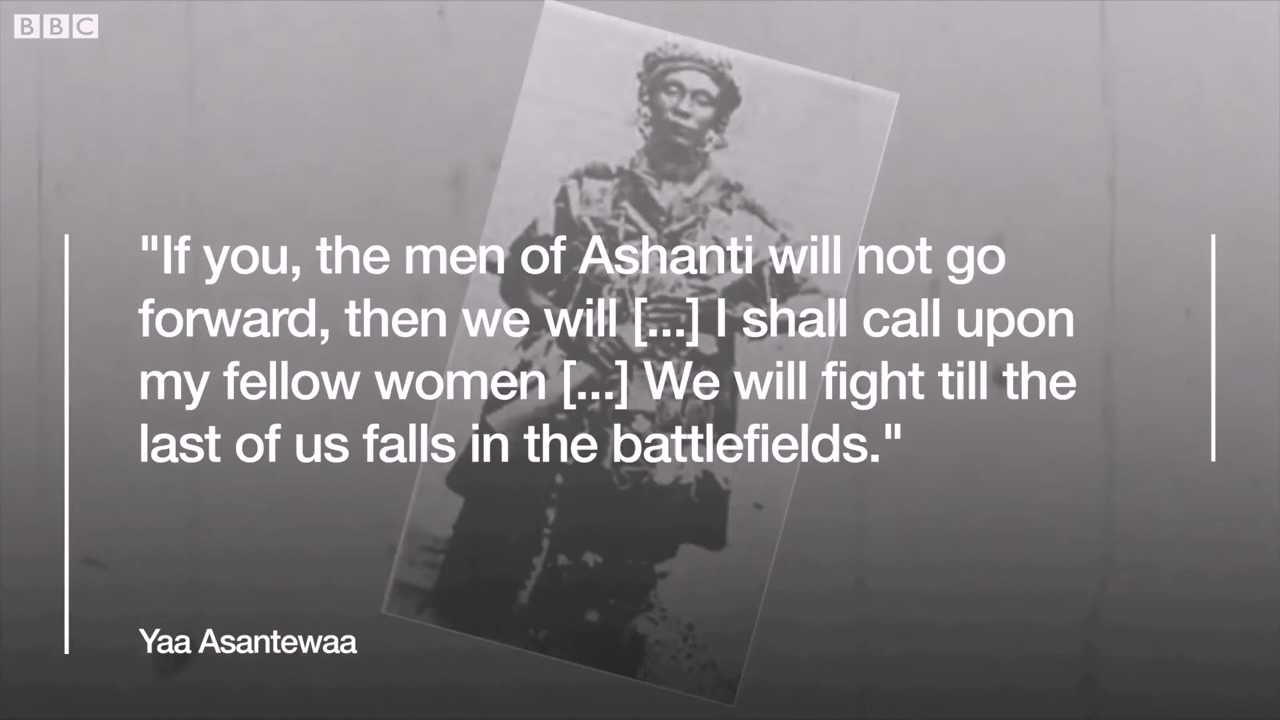 BBC
"If you, the men of Ashanti will not go
forward, then we will [...] I shall call upon
my fellow women [...] We will fight till the
last of us falls in the battlefields."
Yaa Asantewaa